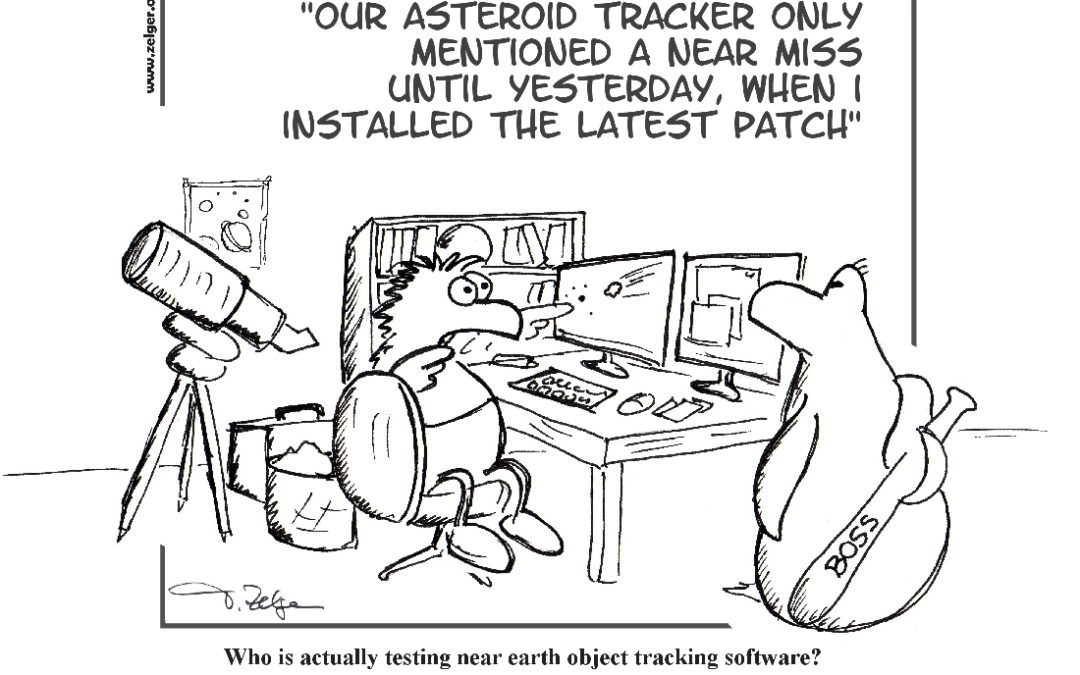 www.zelger.o
"OUR ASTEROID TRACKER ONLY
MENTIONED A NEAR MISS
UNTIL YESTERDAY, WHEN I
INSTALLED THE LATEST PATCH"
BOSS
T. Zelger
Who is actually testing near earth object tracking software?